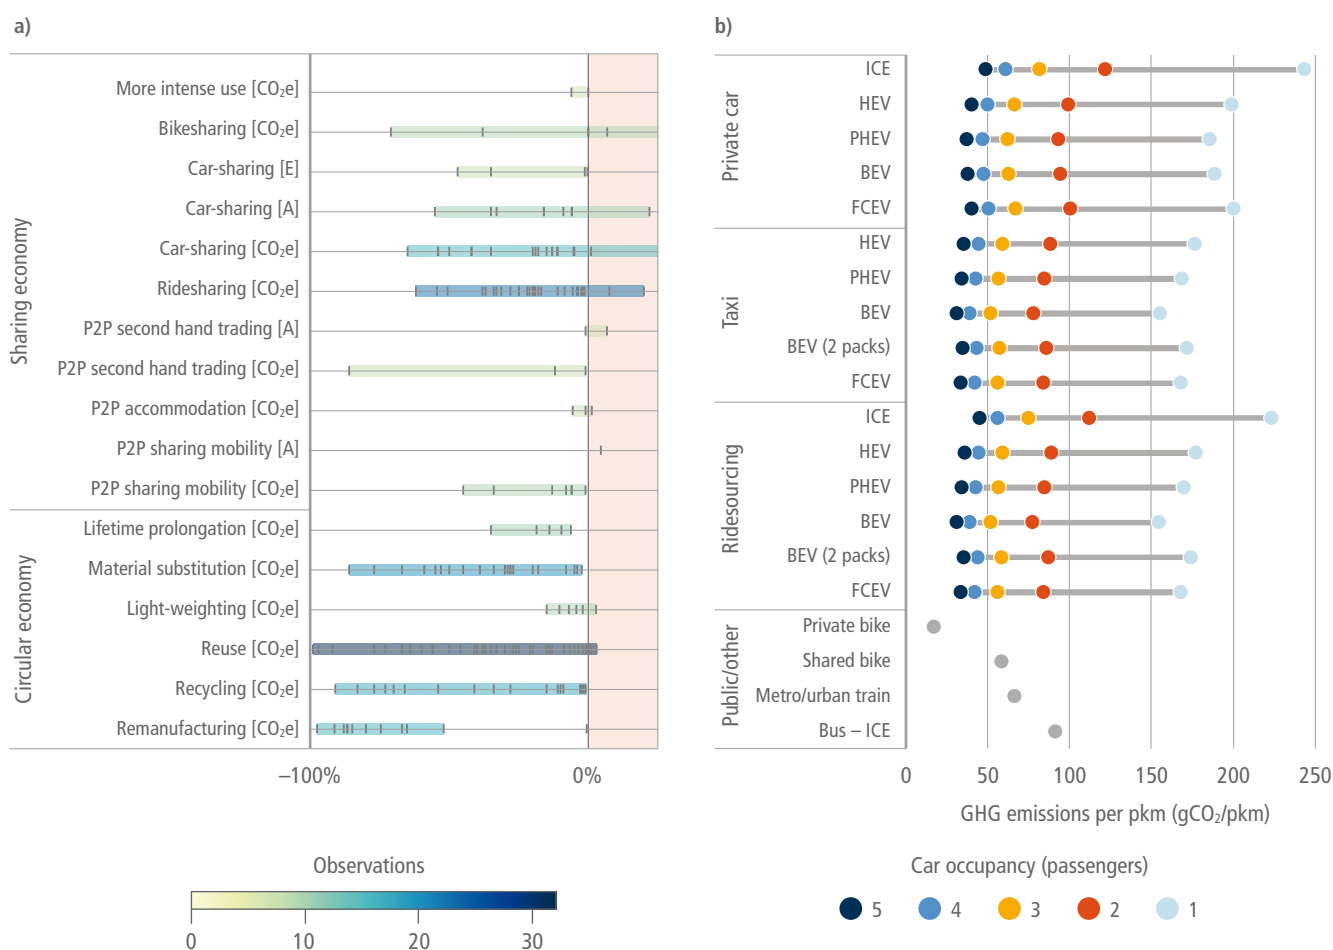 a)
Sharing economy
More intense use [CO₂e]
Bikesharing [CO₂e]
Car-sharing [E]
Car-sharing [A]
Car-sharing [CO₂e]
Ridesharing [CO₂e]
P2P second hand trading [A]
P2P second hand trading [CO₂e]
P2P accommodation [CO₂e]
P2P sharing mobility [A]
P2P sharing mobility [CO₂e]
Circular economy
Lifetime prolongation [CO₂e]
Material substitution [CO₂e]
Light-weighting [CO₂e]
Reuse [CO₂e]
Recycling [CO₂e]
Remanufacturing [CO₂e]
–100% 0%
Observations
0 10 20 30
b)
Private car
ICE
HEV
PHEV
BEV
FCEV
Taxi
HEV
PHEV
BEV
BEV (2 packs)
FCEV
Ridesourcing
ICE
HEV
PHEV
BEV
BEV (2 packs)
FCEV
Public/other
Private bike
Shared bike
Metro/urban train
Bus – ICE
0 50 100 150 200 250
GHG emissions per pkm (gCO₂/pkm)
Car occupancy (passengers)
5 4 3 2 1